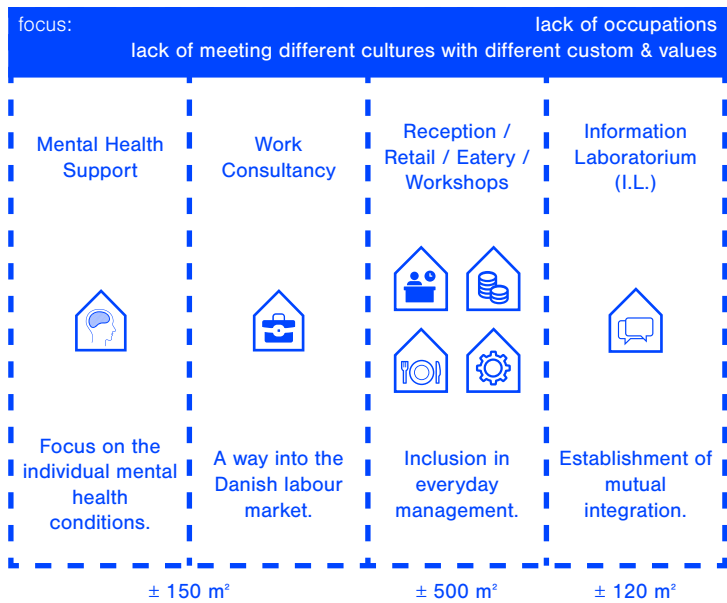 focus:
lack of occupations
lack of meeting different cultures with different custom & values
Mental Health
Support
Work
Consultancy
Reception /
Retail / Eatery /
Workshops
Information
Laboratorium
(I.L.)
Focus on the
individual mental
health
conditions.
A way into the
Danish labour
market.
Inclusion in
everyday
management.
Establishment of
mutual
integration.
± 150 m²
± 500 m²
± 120 m²